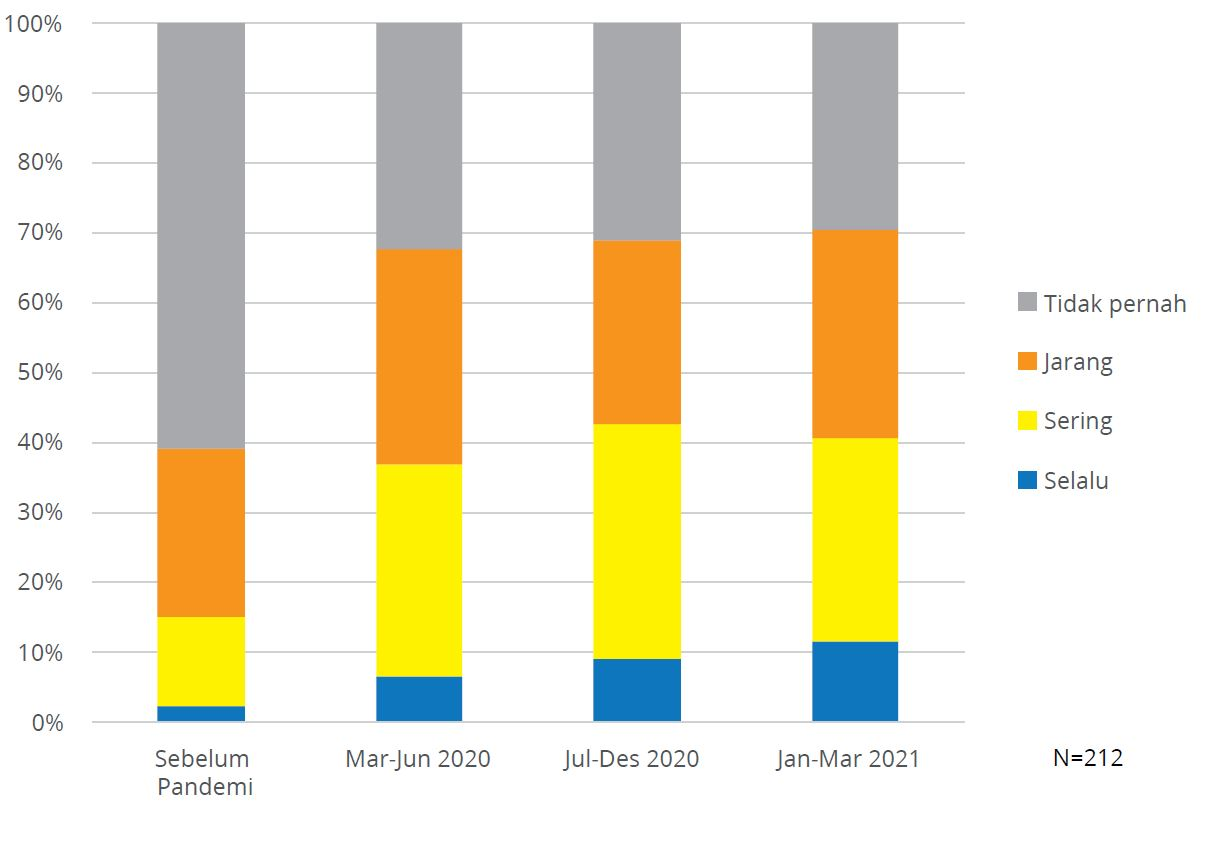 100%
90%
80%
70%
60%
50%
40%
30%
20%
10%
0%
Sebelum
Pandemi
Mar-Jun 2020
Jul-Des 2020
Jan-Mar 2021
Tidak pernah
Jarang
Sering
Selalu
N=212